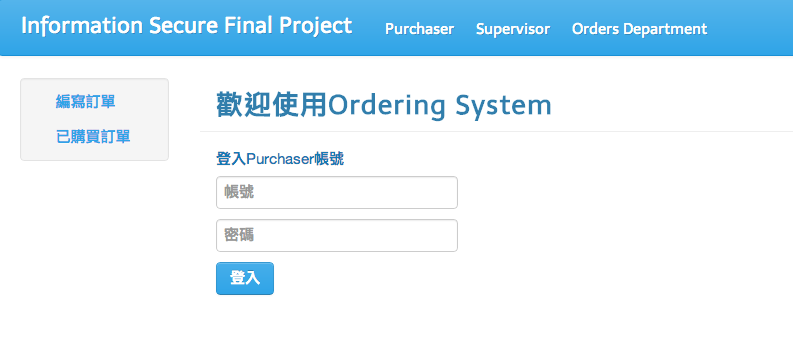 Information Secure Final Project Purchaser Supervisor Orders Department
編寫訂單
已購買訂單
歡迎使用Ordering System
登入Purchaser帳號
帳號
密碼
登入